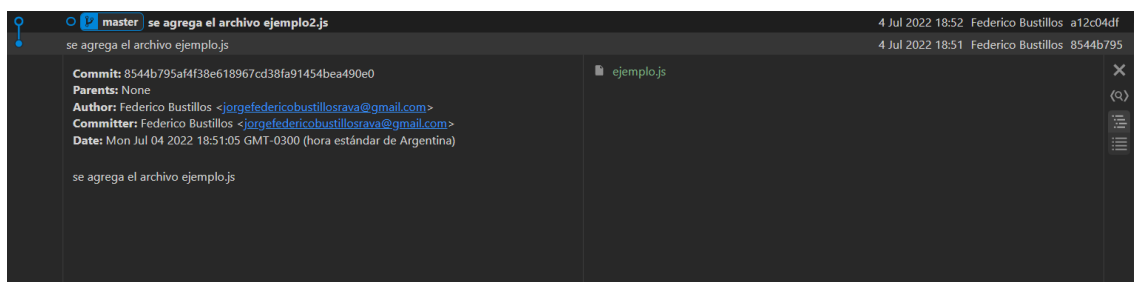 master se agrega el archivo ejemplo2.js 4 Jul 2022 18:52 Federico Bustillos a12c04df
se agrega el archivo ejemplo.js 4 Jul 2022 18:51 Federico Bustillos 8544b795
Commit: 8544b795af4f38e618967cd38fa91454bea490e0
Parents: None
Author: Federico Bustillos <jorgefedericobustillosrava@gmail.com>
Committer: Federico Bustillos <jorgefedericobustillosrava@gmail.com>
Date: Mon Jul 04 2022 18:51:05 GMT-0300 (hora estándar de Argentina)
se agrega el archivo ejemplo.js
ejemplo.js